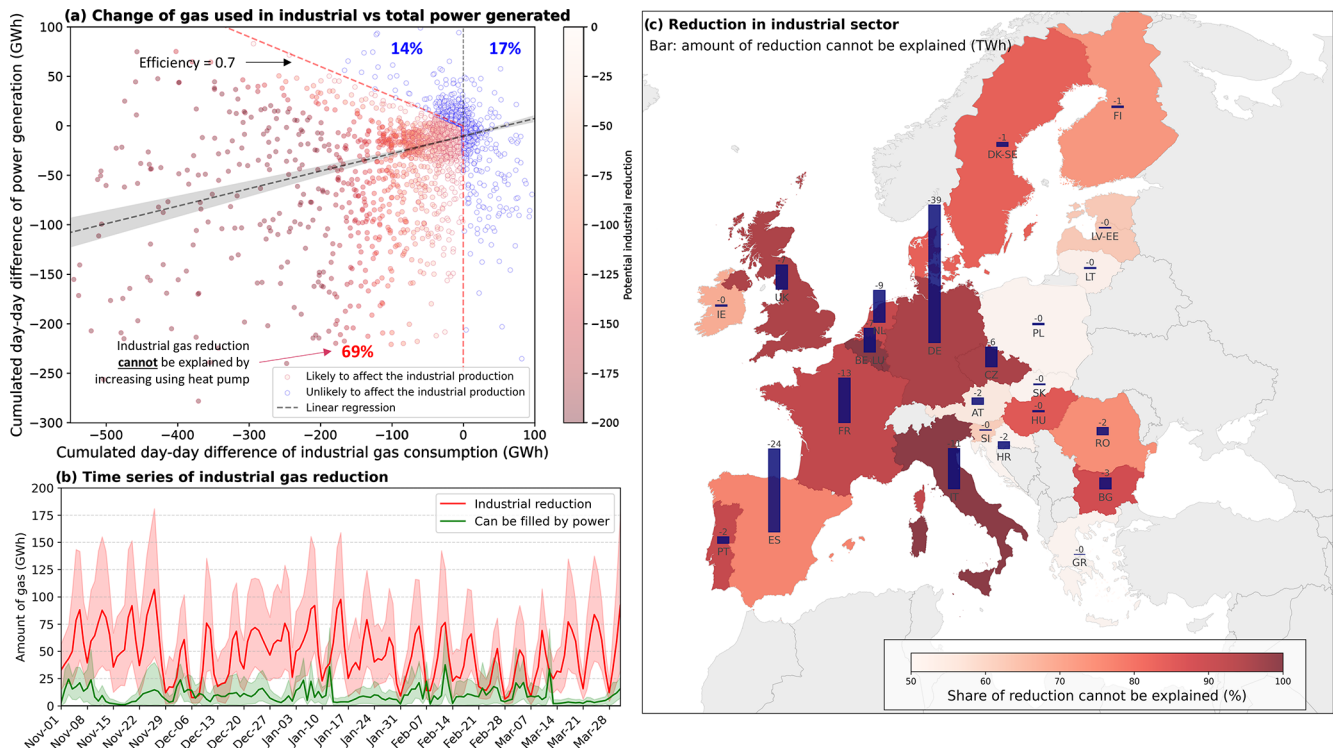 (a) Change of gas used in industrial vs total power generated
Cumulated day-day difference of power generation (GWh)
100
50
0
−50
−100
−150
−200
−250
−300
14%
17%
Efficiency = 0.7
Industrial gas reduction
cannot be explained by
increasing using heat pump
69%
Likely to affect the industrial production
Unlikely to affect the industrial production
Linear regression
−500
−400
−300
−200
−100
0
100
Cumulated day-day difference of industrial gas consumption (GWh)
0
−25
−50
−75
−100
−125
−150
−175
−200
Potential industrial reduction
(b) Time series of industrial gas reduction
Amount of gas (GWh)
200
175
150
125
100
75
50
25
0
Industrial reduction
Can be filled by power
Nov-01
Nov-08
Nov-15
Nov-22
Nov-29
Dec-06
Dec-13
Dec-20
Dec-27
Jan-03
Jan-10
Jan-17
Jan-24
Jan-31
Feb-07
Feb-14
Feb-21
Feb-28
Mar-07
Mar-14
Mar-21
Mar-28
(c) Reduction in industrial sector
Bar: amount of reduction cannot be explained (TWh)
-1
FI
-1
DK-SE
-39
DE
-0
LV-EE
-0
LT
UK
-0
IE
-9
NL
BE-LU
-0
PL
-6
CZ
-0
SK
-13
FR
-2
AT
-0
HU
-0
SI
-2
HR
-2
RO
-3
BG
IT
-24
ES
-2
PT
-0
GR
50
60
70
80
90
100
Share of reduction cannot be explained (%)